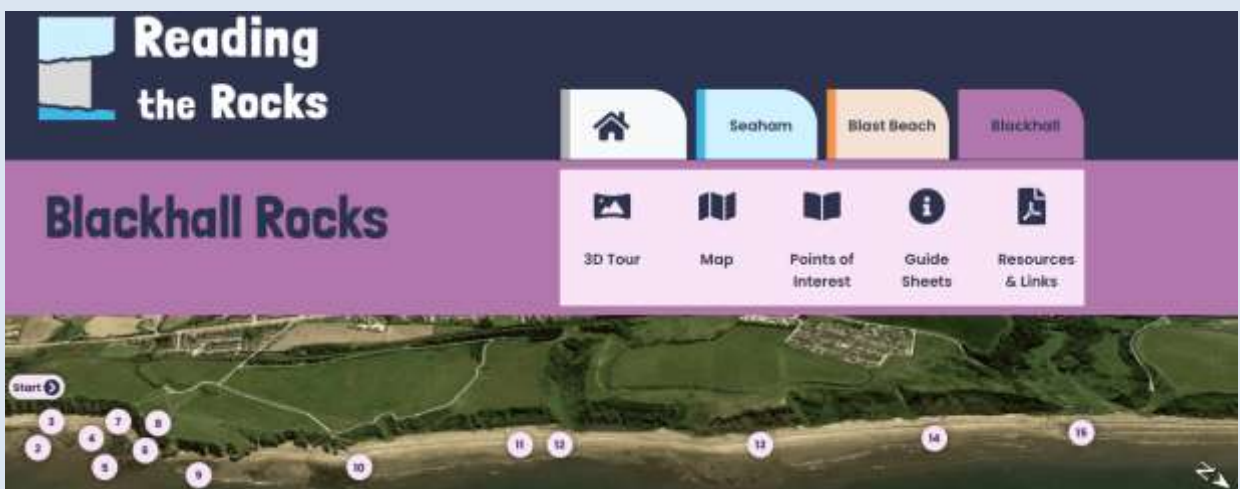 Reading
the Rocks
Seaham
Blast Beach
Blackhall
Blackhall Rocks
3D Tour
Map
Points of
Interest
Guide
Sheets
Resources
& Links
Start
3
7
8
2
4
6
5
9
10
11
12
13
14
15
N